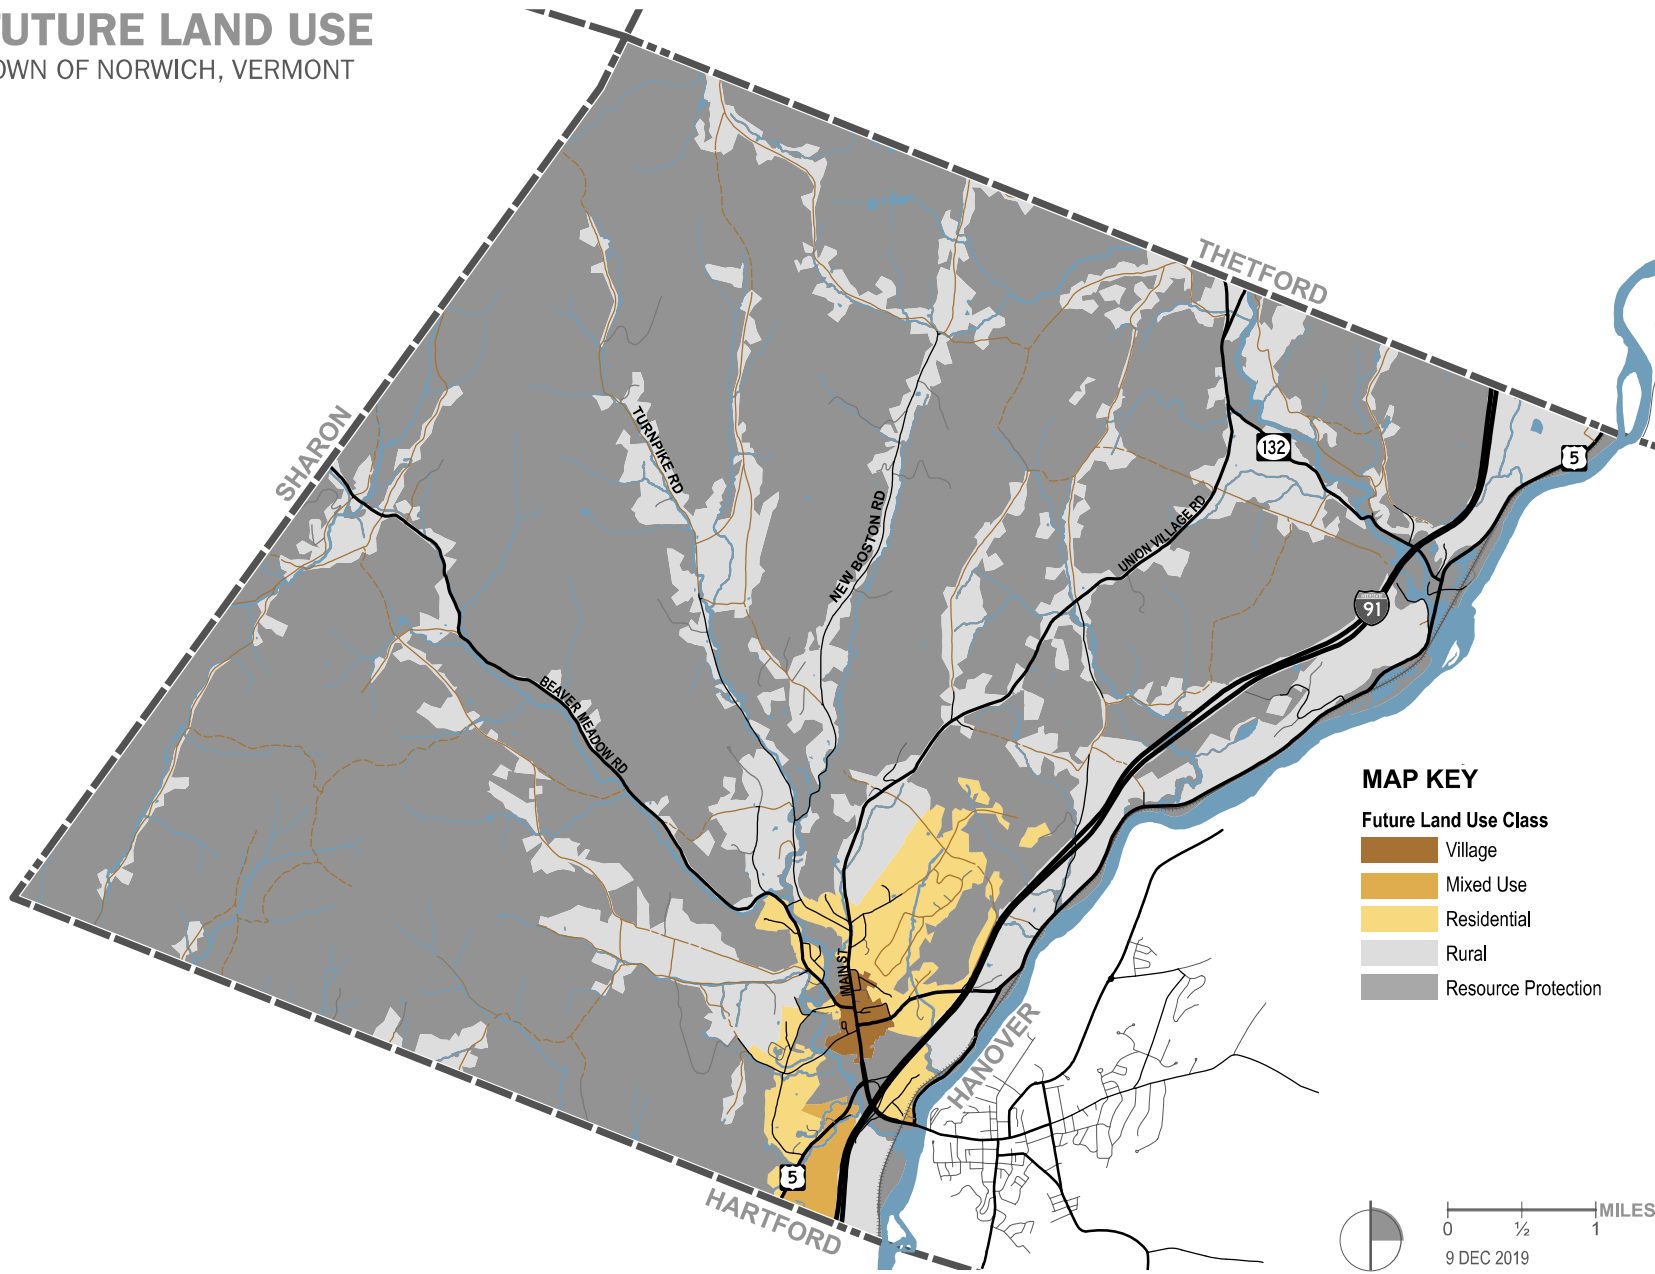 FUTURE LAND USE
TOWN OF NORWICH, VERMONT
THETFORD
SHARON
TURNPIKE RD
132
5
NEW BOSTON RD
UNION VILLAGE RD
91
BEAVER MEADOW RD
MAIN ST
HANOVER
5
HARTFORD
MAP KEY
Future Land Use Class
Village
Mixed Use
Residential
Rural
Resource Protection
0 ½ 1 MILES
9 DEC 2019